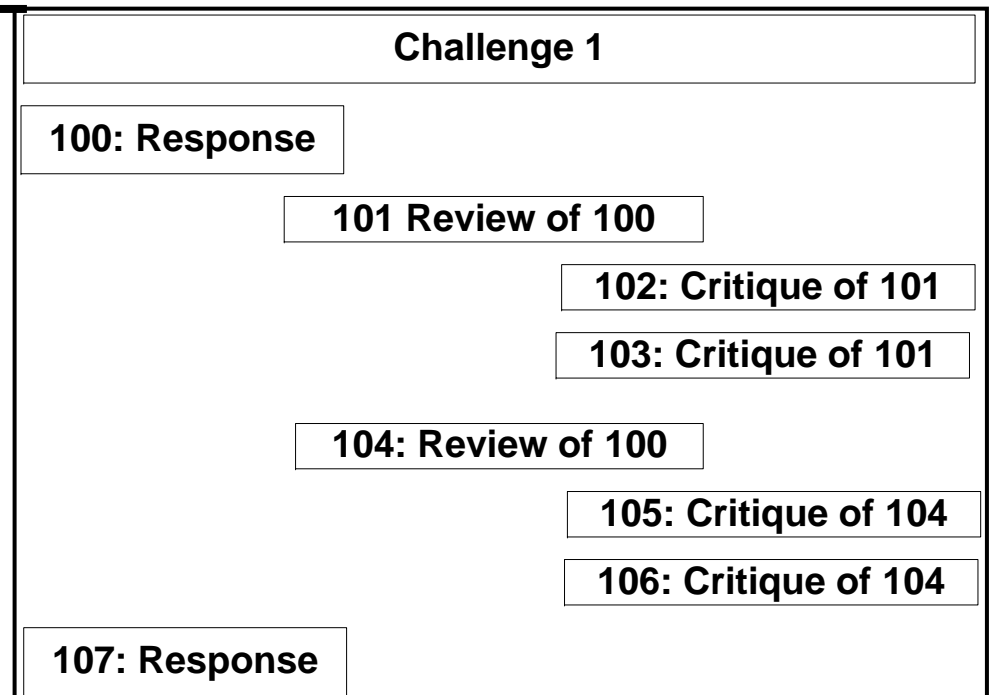 Challenge 1
100: Response
101 Review of 100
102: Critique of 101
103: Critique of 101
104: Review of 100
105: Critique of 104
106: Critique of 104
107: Response